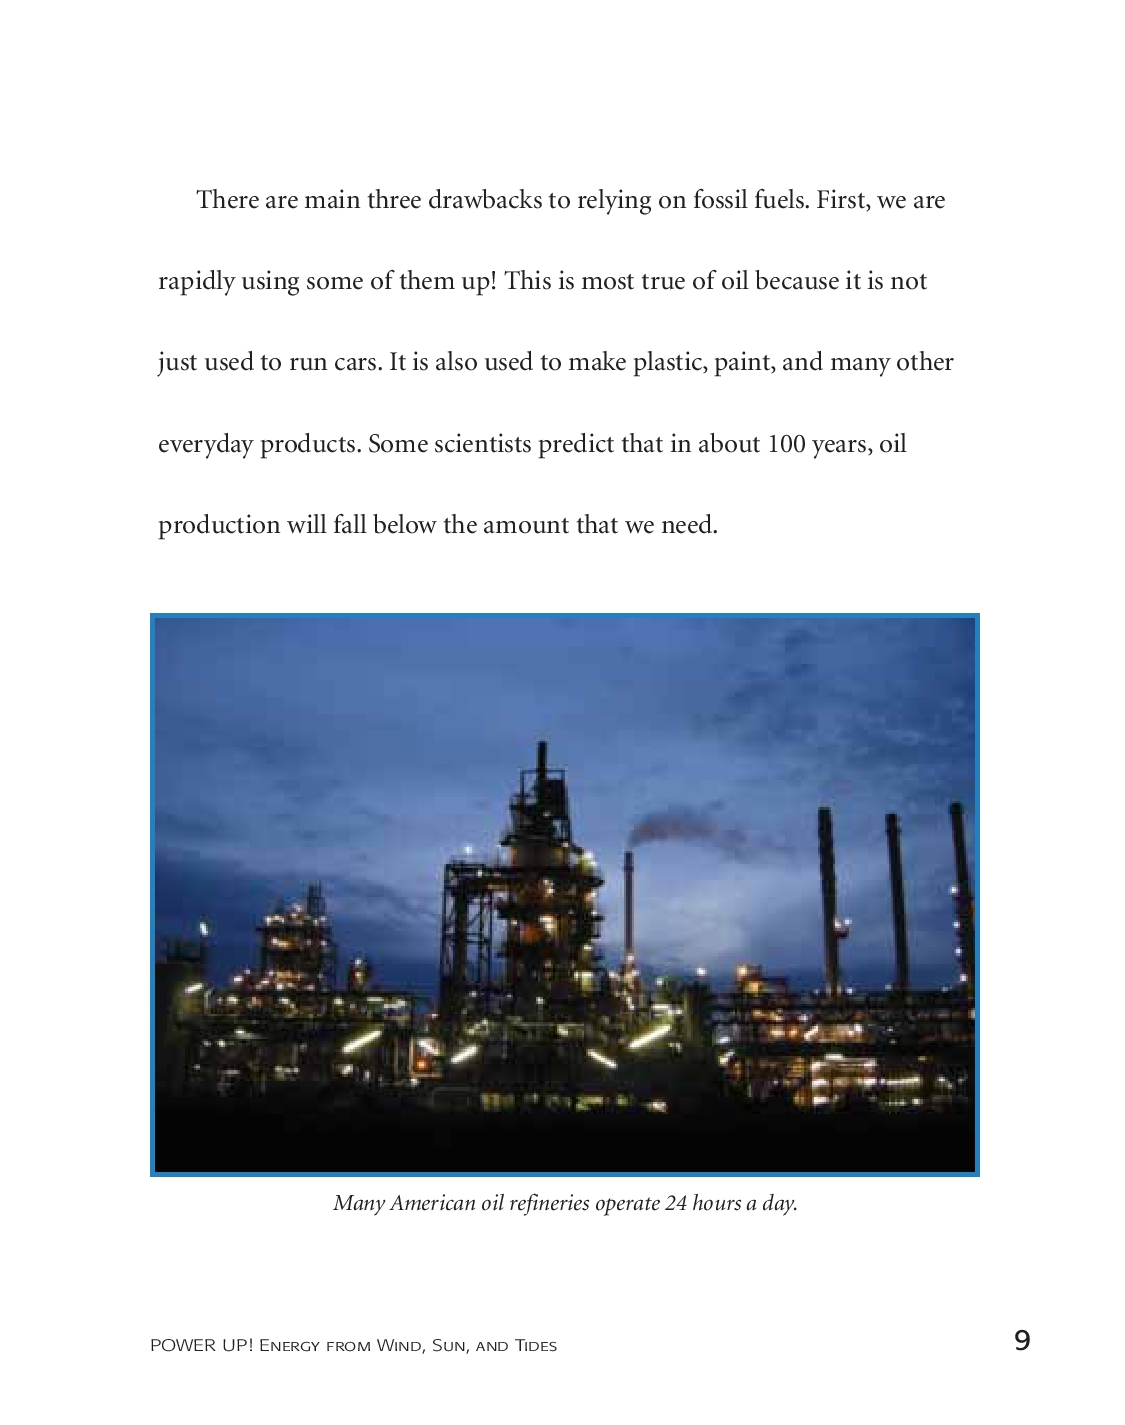 There are main three drawbacks to relying on fossil fuels. First, we are
rapidly using some of them up! This is most true of oil because it is not
just used to run cars. It is also used to make plastic, paint, and many other
everyday products. Some scientists predict that in about 100 years, oil
production will fall below the amount that we need.
Many American oil refineries operate 24 hours a day.
POWER UP! Energy from Wind, Sun, and Tides
9